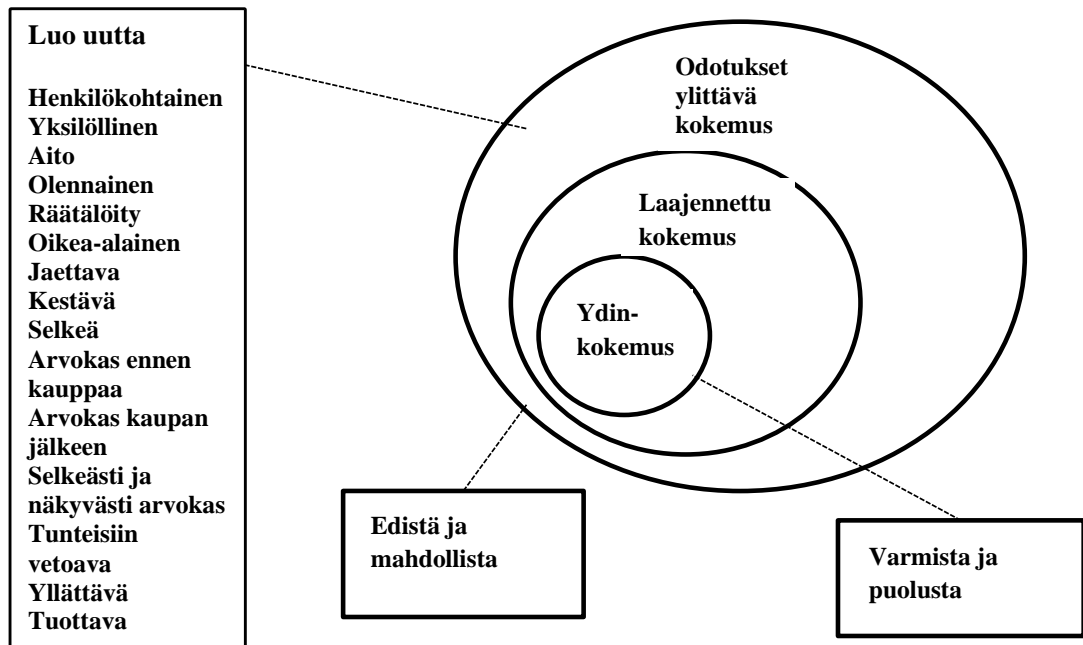 Luo uutta
Henkilökohtainen
Yksilöllinen
Aito
Olennainen
Räätälöity
Oikea-alainen
Jaettava
Kestävä
Selkeä
Arvokas ennen
kauppaa
Arvokas kaupan
jälkeen
Selkeästi ja
näkyvästi arvokas
Tunteisiin
vetoava
Yllättävä
Tuottava
Odotukset
ylittävä
kokemus
Laajennettu
kokemus
Ydin-
kokemus
Edistä ja
mahdollista
Varmista ja
puolusta